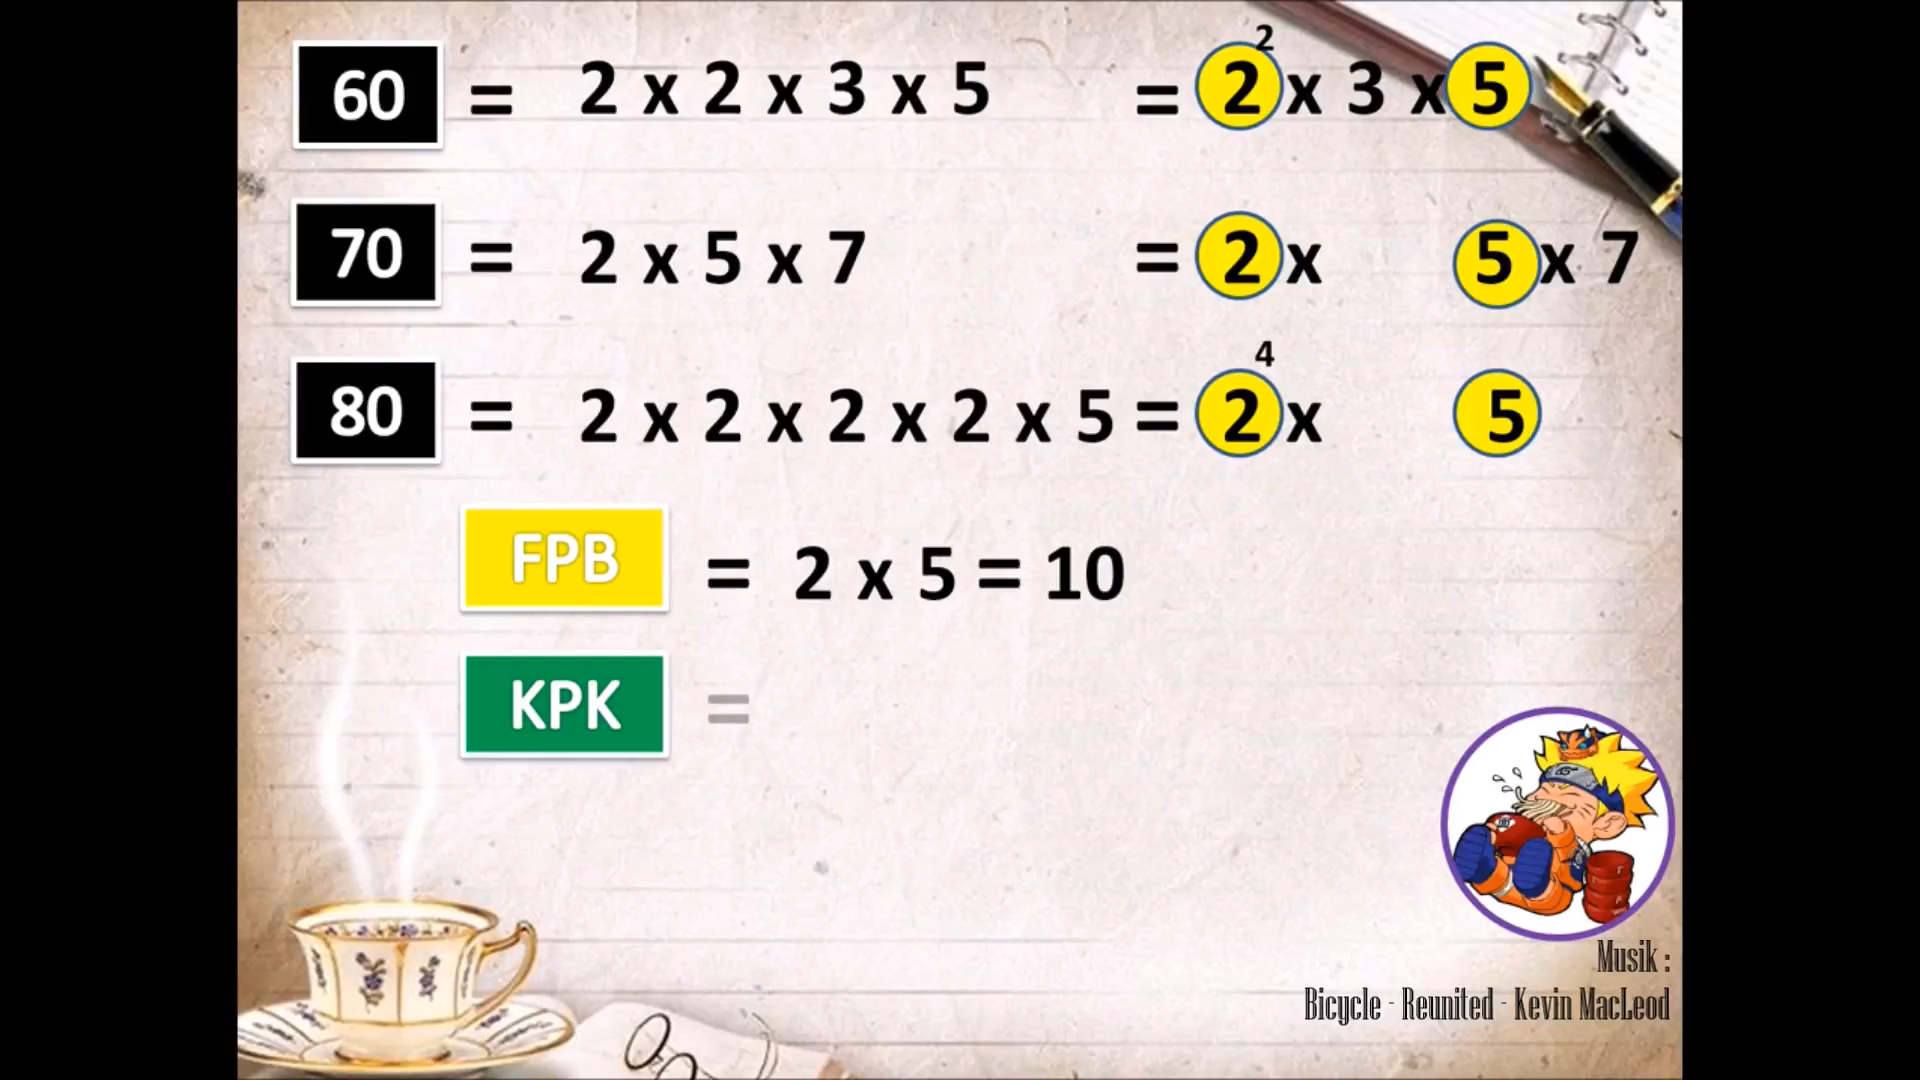 60 = 2 x 2 x 3 x 5 = 2² x 3 x 5
70 = 2 x 5 x 7 = 2 x 5 x 7
80 = 2 x 2 x 2 x 2 x 5 = 2⁴ x 5
FPB = 2 x 5 = 10
KPK =
Musik :
Bicycle - Reunited - Kevin MacLeod